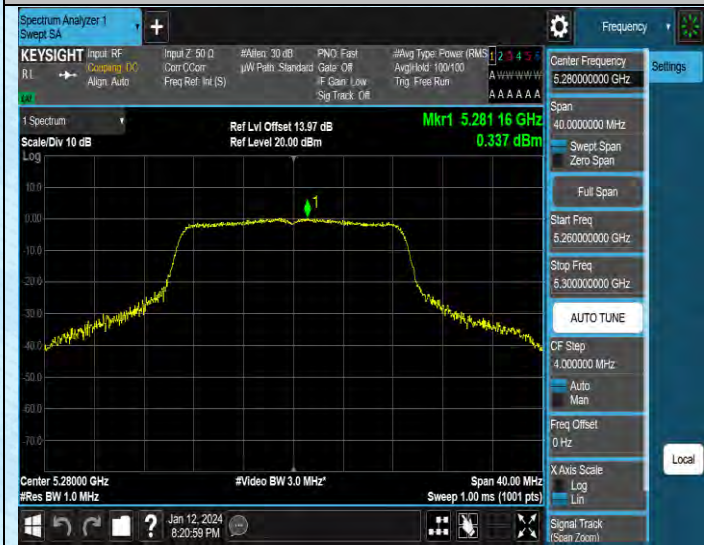 Spectrum Analyzer 1
Swept SA
Frequency
KEYSIGHT
Input: RF
Coupling: DC
Align: Auto
Input Z: 50 Ω
Corr CCorr
Freq Ref: Int (S)
#Atten: 30 dB
µW Path: Standard
PNO: Fast
Gate: Off
IF Gain: Low
Sig Track: Off
#Avg Type: Power (RMS
Avg|Hold: 100/100
Trig: Free Run
1 2 3 4 5 6
A W W W W W
A A A A A A
Center Frequency
5.280000000 GHz
Settings
1 Spectrum
Scale/Div 10 dB
Log
Ref Lvl Offset 13.97 dB
Ref Level 20.00 dBm
Mkr1 5.281 16 GHz
0.337 dBm
1
10.0
0.00
-10.0
-20.0
-30.0
-40.0
-50.0
-60.0
-70.0
Span
40.0000000 MHz
Swept Span
Zero Span
Full Span
Start Freq
5.260000000 GHz
Stop Freq
5.300000000 GHz
AUTO TUNE
CF Step
4.000000 MHz
Auto
Man
Freq Offset
0 Hz
X Axis Scale
Log
Lin
Local
Signal Track
(Span Zoom)
Center 5.28000 GHz
#Res BW 1.0 MHz
#Video BW 3.0 MHz*
Span 40.00 MHz
Sweep 1.00 ms (1001 pts)
?
Jan 12, 2024
8:20:59 PM